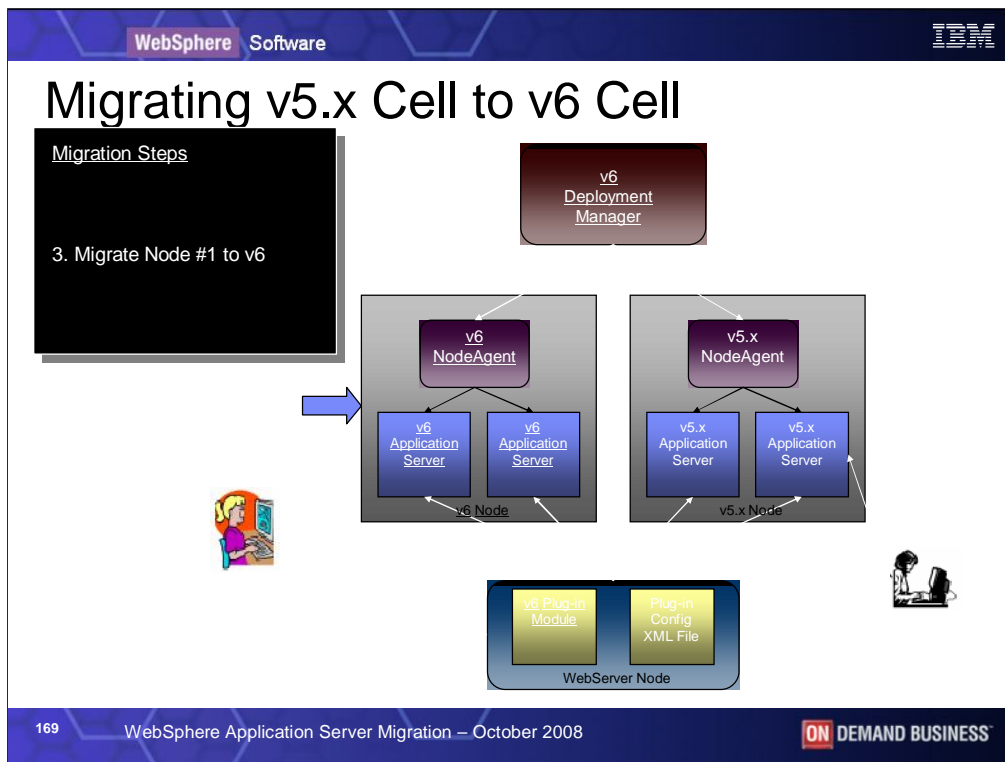 WebSphere Software
IBM
Migrating v5.x Cell to v6 Cell
Migration Steps
3. Migrate Node #1 to v6
v6
Deployment
Manager
v6
NodeAgent
v6
Application
Server
v6
Application
Server
v6 Node
v5.x
NodeAgent
v5.x
Application
Server
v5.x
Application
Server
v5.x Node
v6 Plug-in
Module
Plug-in
Config
XML File
WebServer Node
169
WebSphere Application Server Migration – October 2008
ON DEMAND BUSINESS